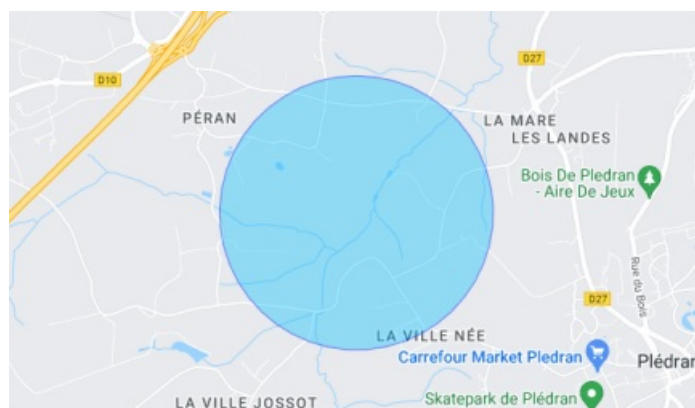 D27
D10
PÉRAN
LA MARE
LES LANDES
Bois De Pledran
- Aire De Jeux
Rue du Bois
D27
LA VILLE NÉE
Carrefour Market Pledran
Plédran
Skatepark de Plédran
LA VILLE JOSSOT